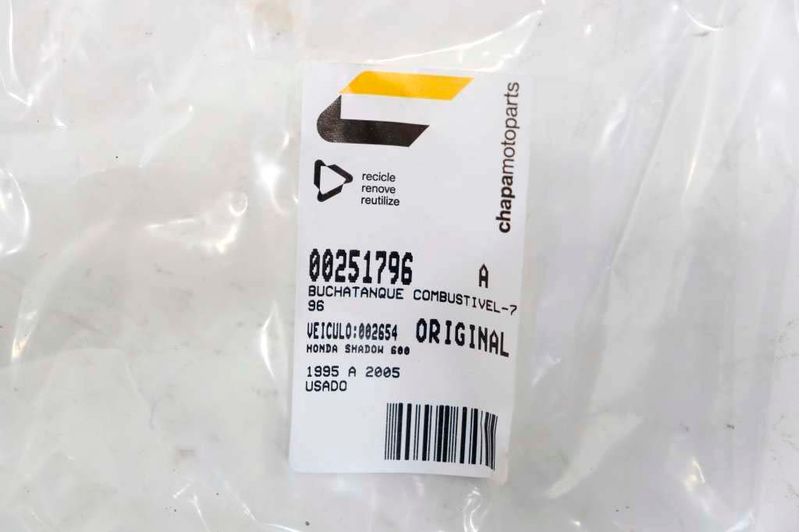 chapamotoparts
recicle
renove
reutilize
00251796 A
BUCHATANQUE COMBUSTIVEL-7
96
VEICULO:002654 ORIGINAL
HONDA SHADOW 600
1995 A 2005
USADO